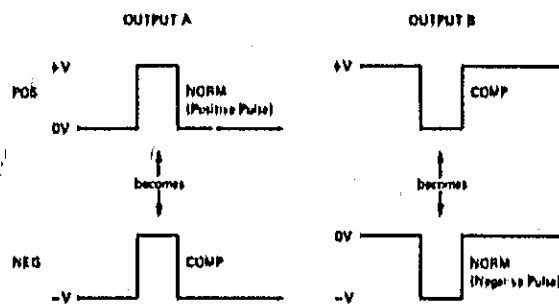 OUTPUT A
OUTPUT B
+V
+V
POS
NORM
(Positive Pulse)
COMP
0V
becomes
becomes
0V
NEG
COMP
NORM
(Negative Pulse)
-V
-V